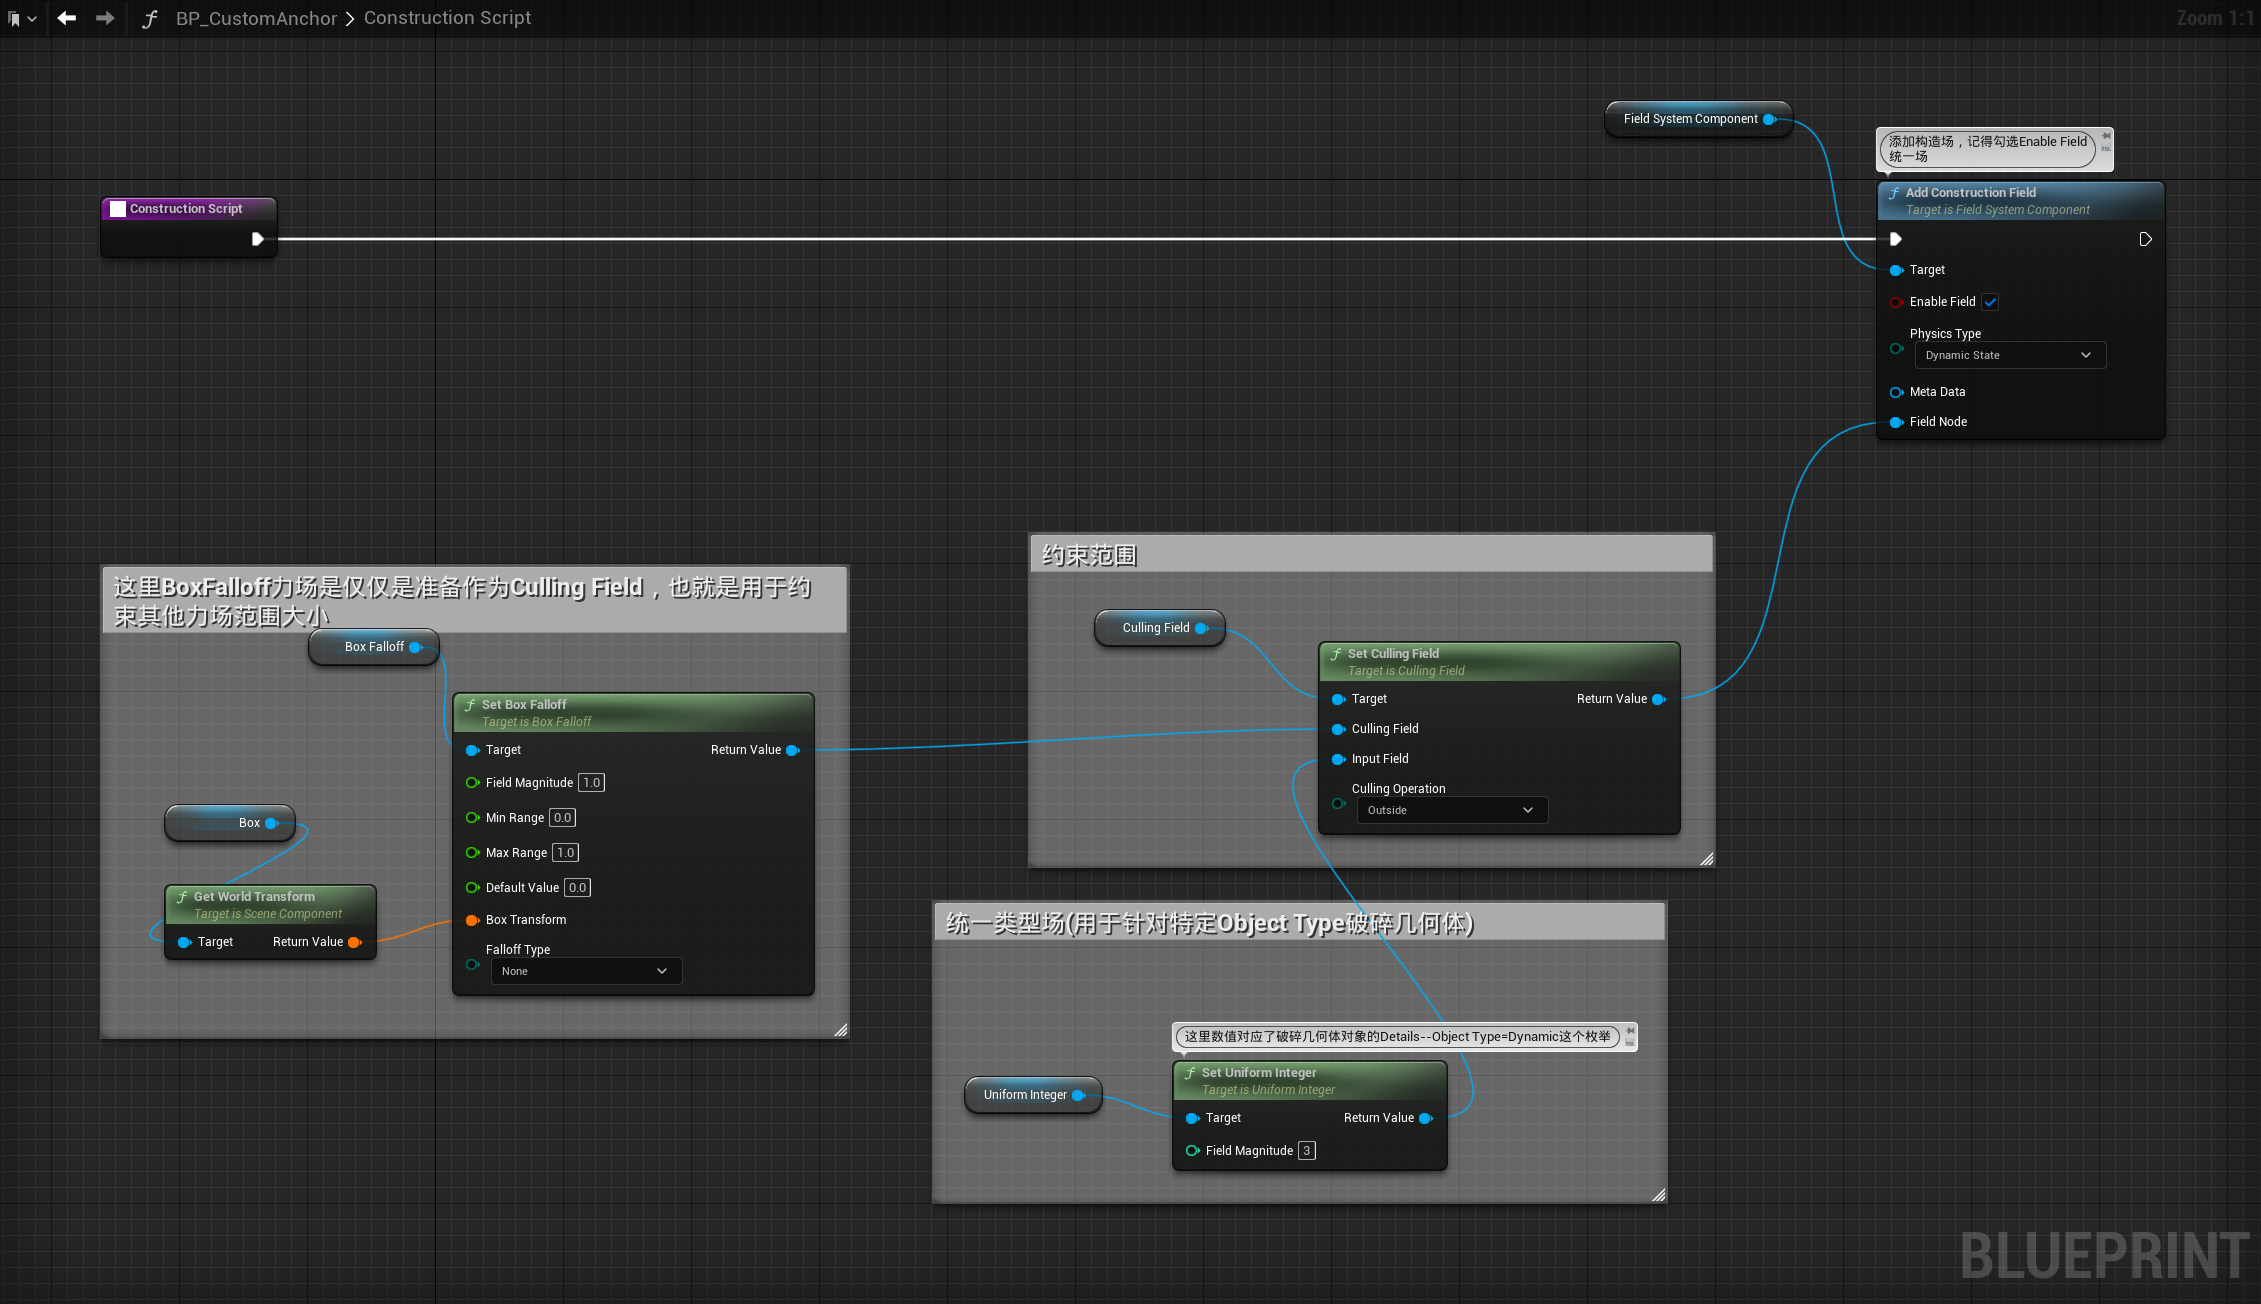 BP_CustomAnchor > Construction Script
Zoom 1:1
Field System Component
添加构造场，记得勾选Enable Field
统一场
Construction Script
Add Construction Field
Target is Field System Component
Target
Enable Field
Physics Type
Dynamic State
Meta Data
Field Node
这里BoxFalloff力场是仅仅是准备作为Culling Field，也就是用于约
束其他力场范围大小
Box Falloff
Set Box Falloff
Target is Box Falloff
Target
Return Value
Field Magnitude 1.0
Min Range 0.0
Max Range 1.0
Default Value 0.0
Box Transform
Falloff Type
None
Box
Get World Transform
Target is Scene Component
Target
Return Value
约束范围
Culling Field
Set Culling Field
Target is Culling Field
Target
Return Value
Culling Field
Input Field
Culling Operation
Outside
统一类型场(用于针对特定Object Type破碎几何体)
这里数值对应了破碎几何体对象的Details--Object Type=Dynamic这个枚举
Uniform Integer
Set Uniform Integer
Target is Uniform Integer
Target
Return Value
Field Magnitude 3
BLUEPRINT